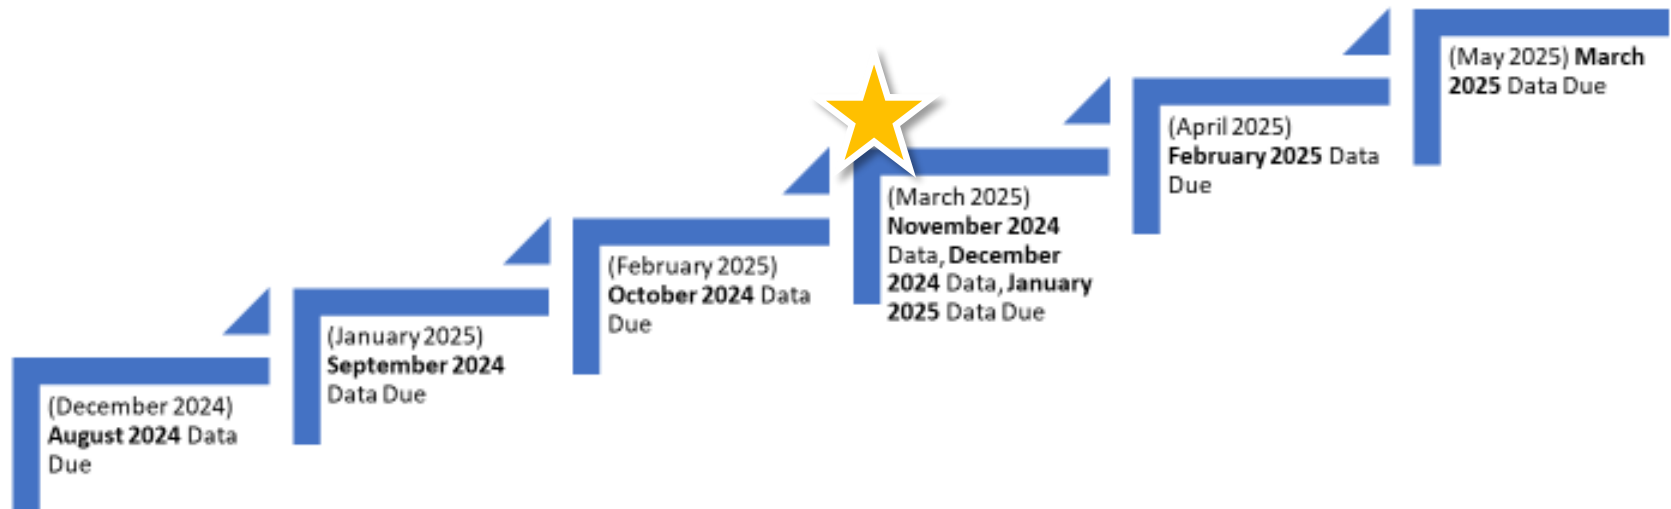 (December 2024)
August 2024 Data
Due
(January 2025)
September 2024
Data Due
(February 2025)
October 2024 Data
Due
(March 2025)
November 2024
Data, December
2024 Data, January
2025 Data Due
(April 2025)
February 2025 Data
Due
(May 2025) March
2025 Data Due